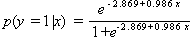 p(y = 1|x) = e^-2.869+0.986 x / 1+e^-2.869+0.986 x